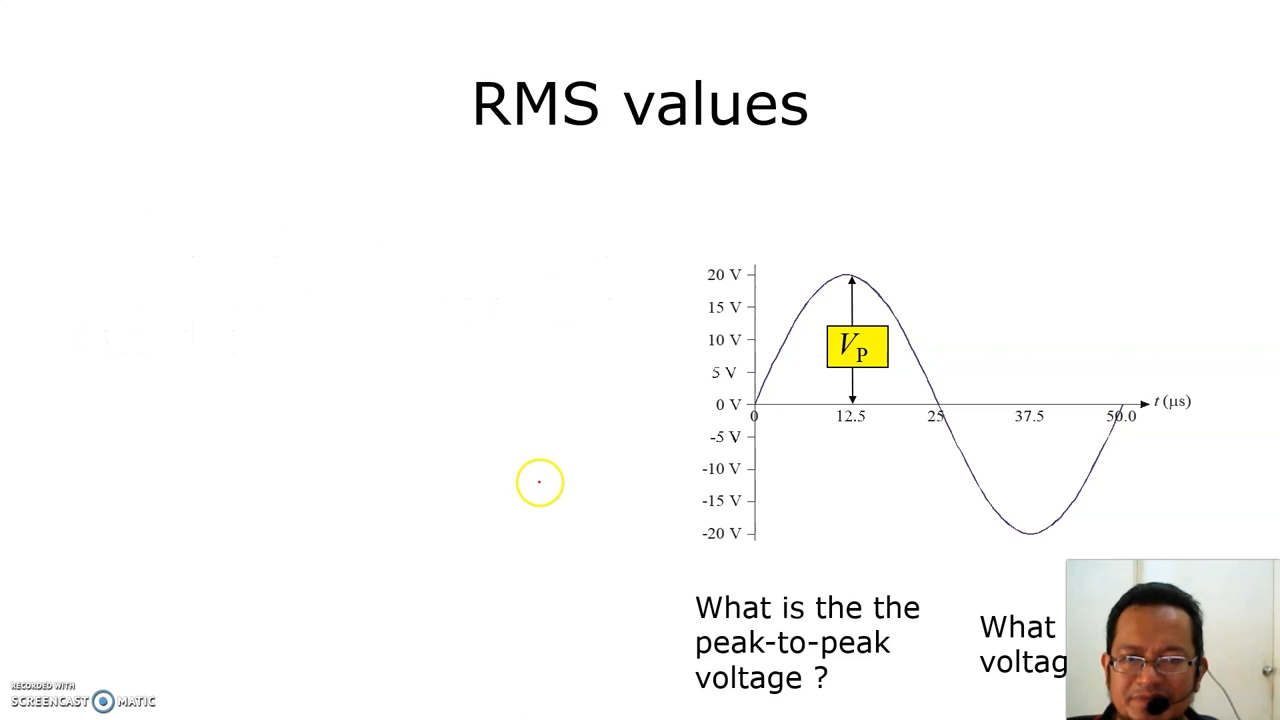 RMS values
20 V
15 V
10 V
5 V
0 V
-5 V
-10 V
-15 V
-20 V
VP
0
12.5
25
37.5
50.0
t (μs)
What is the the
peak-to-peak
voltage ?
What
voltag
RECORDED WITH
SCREENCAST MATIC